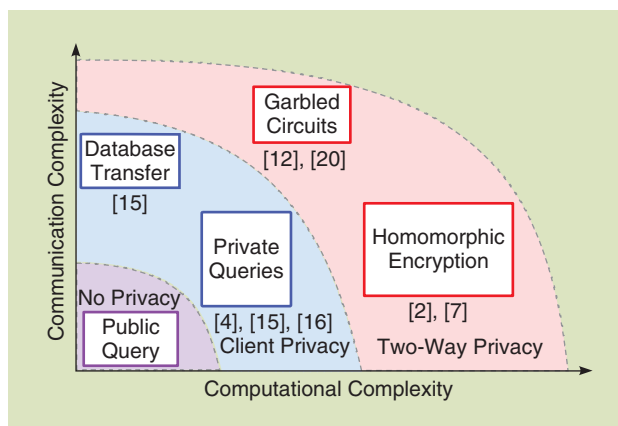 Communication Complexity
Garbled
Circuits
[12], [20]
Database
Transfer
[15]
Private
Queries
[4], [15], [16]
Client Privacy
Homomorphic
Encryption
[2], [7]
Two-Way Privacy
No Privacy
Public
Query
Computational Complexity